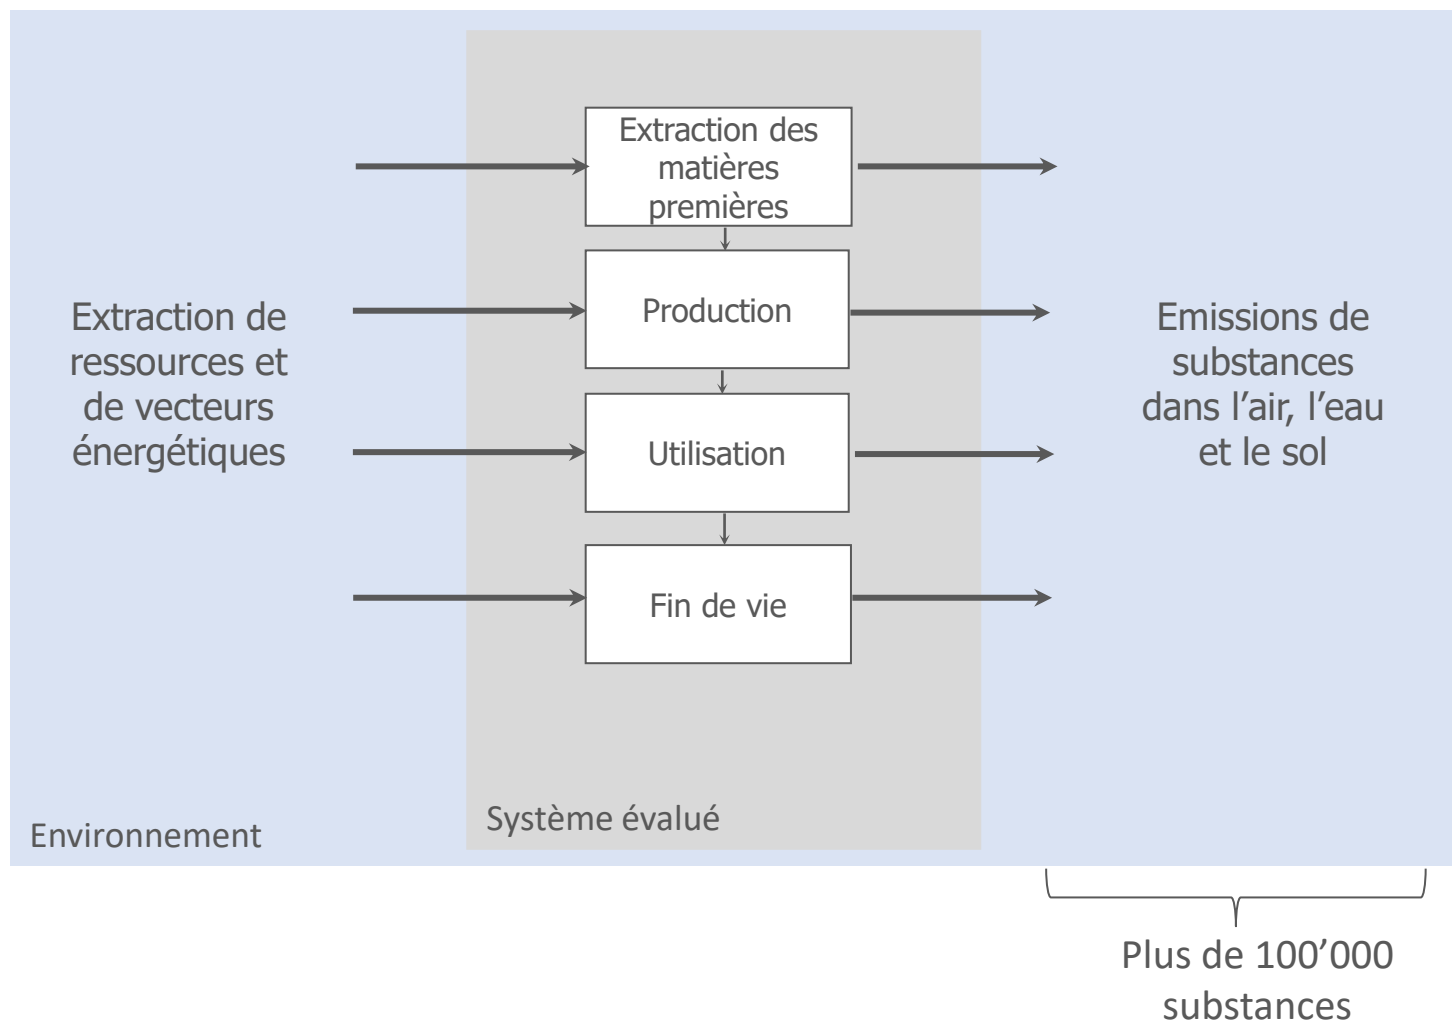 Extraction des
matières
premières
Production
Utilisation
Fin de vie
Extraction de
ressources et
de vecteurs
énergétiques
Emissions de
substances
dans l’air, l’eau
et le sol
Environnement
Système évalué
Plus de 100’000
substances